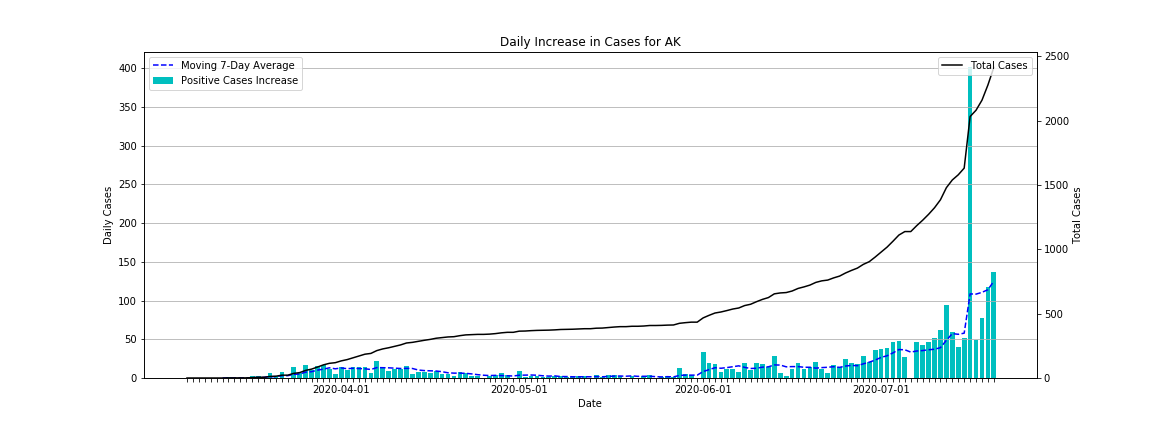 Daily Increase in Cases for AK
Moving 7-Day Average
Positive Cases Increase
Total Cases
400
350
300
250
200
150
100
50
0
Daily Cases
2500
2000
1500
1000
500
0
Total Cases
2020-04-01
2020-05-01
2020-06-01
2020-07-01
Date